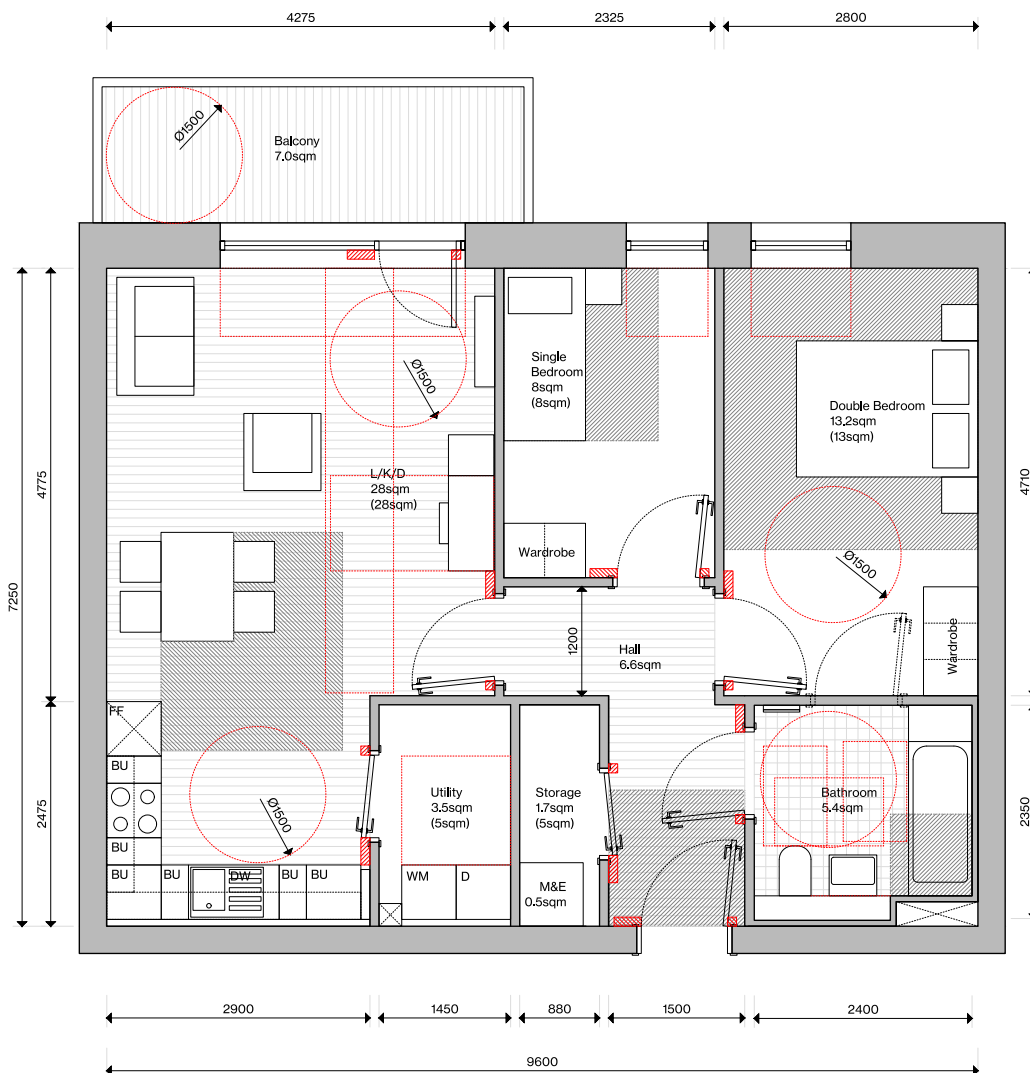 4275
2325
2800
Ø1500
Balcony
7.0sqm
Ø1500
Single
Bedroom
8sqm
(8sqm)
Double Bedroom
13.2sqm
(13sqm)
4775
4710
L/K/D
28sqm
(28sqm)
Wardrobe
Ø1500
7250
1200
Hall
6.6sqm
Wardrobe
FF
BU
Ø1500
BU
BU
BU
DW
BU
BU
2475
Utility
3.5sqm
(5sqm)
Storage
1.7sqm
(5sqm)
Bathroom
5.4sqm
2350
WM
D
M&E
0.5sqm
2900
1450
880
1500
2400
9600